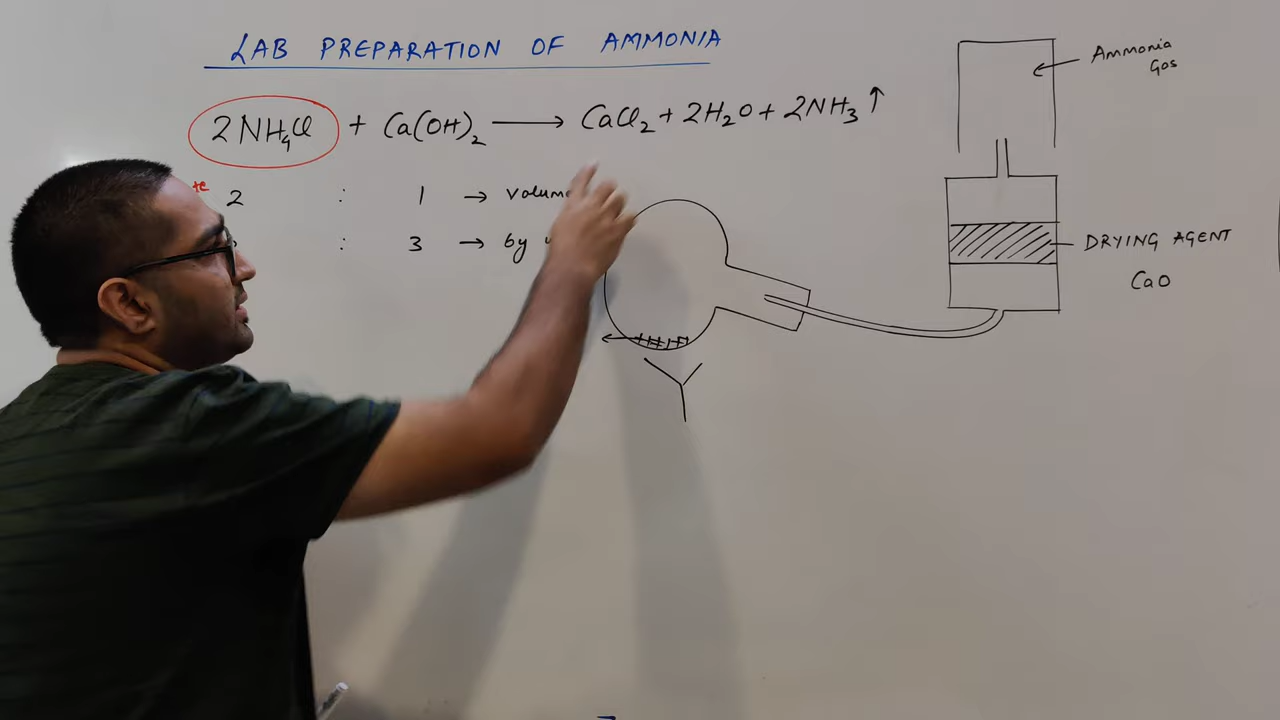 LAB PREPARATION OF AMMONIA
2NH4Cl + Ca(OH)2 → CaCl2 + 2H2O + 2NH3 ↑
2 : 1 →
: 3 → by
Ammonia
Gas
DRYING AGENT
CaO